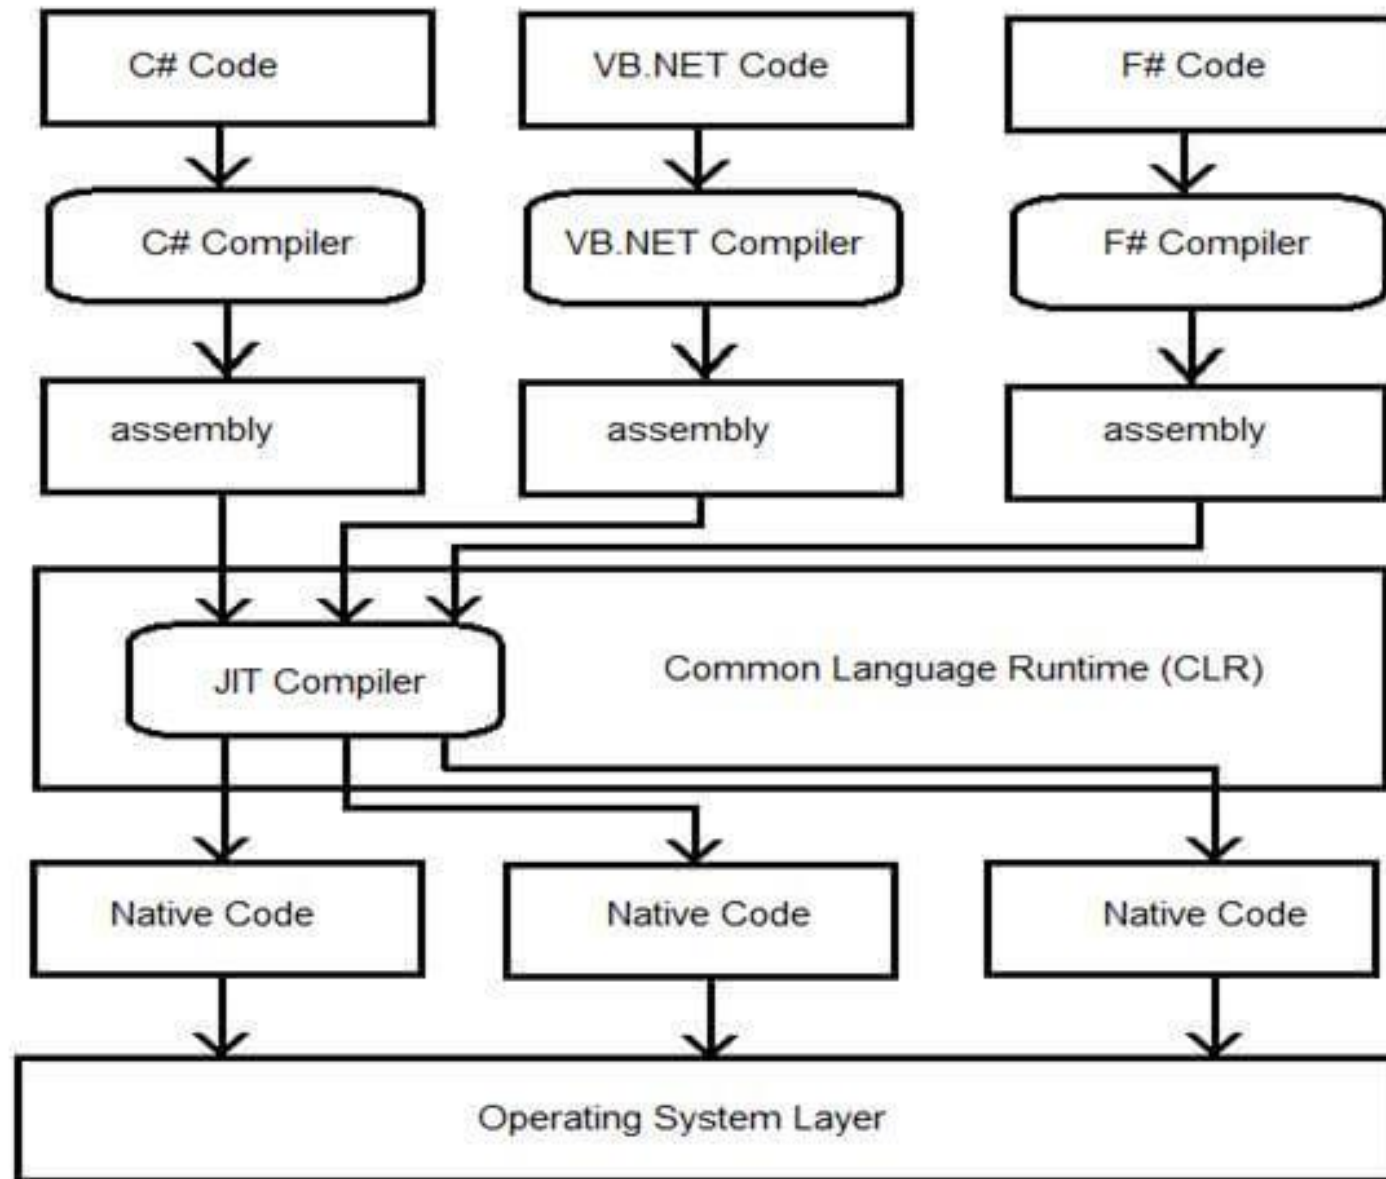 C# Code
VB.NET Code
F# Code
C# Compiler
VB.NET Compiler
F# Compiler
assembly
assembly
assembly
JIT Compiler
Common Language Runtime (CLR)
Native Code
Native Code
Native Code
Operating System Layer